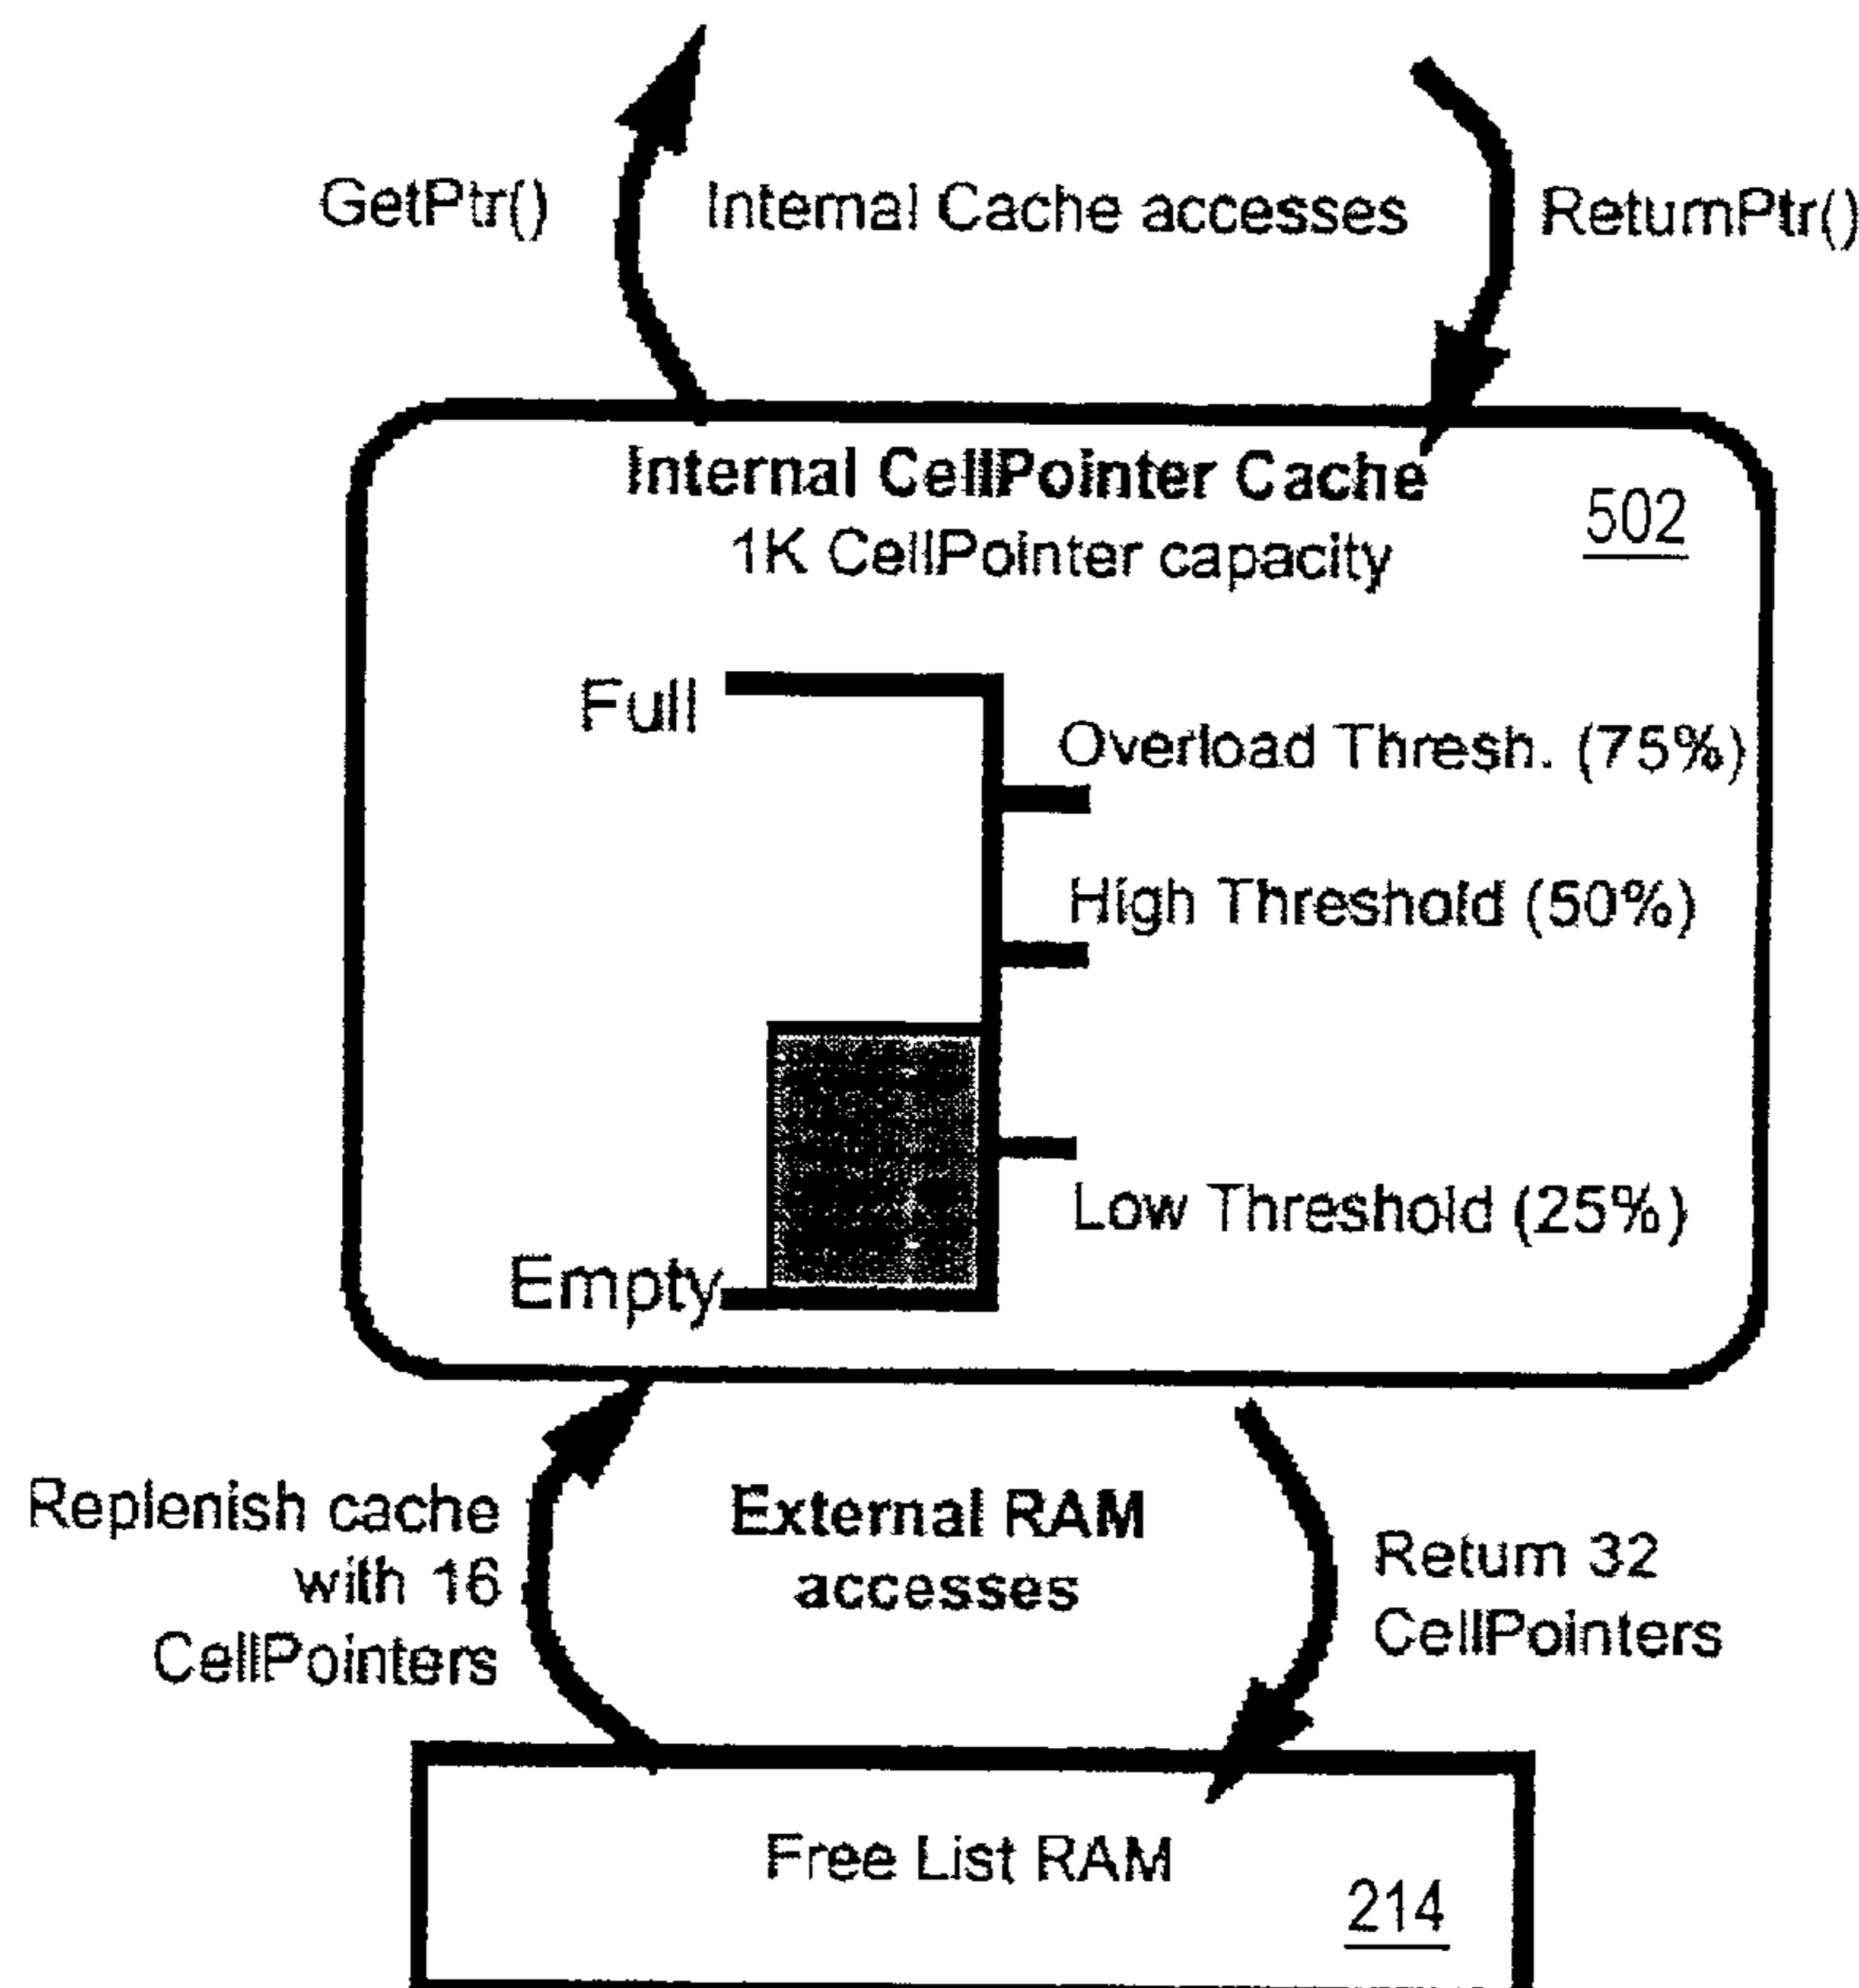 GetPtr()
Internal Cache accesses
ReturnPtr()
Internal CellPointer Cache
1K CellPointer capacity
502
Full
Overload Thresh. (75%)
High Threshold (50%)
Low Threshold (25%)
Empty
Replenish cache
with 16
CellPointers
External RAM
accesses
Return 32
CellPointers
Free List RAM
214